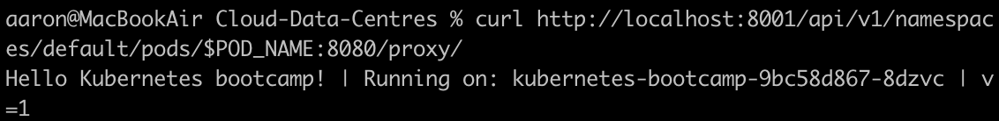 aaron@MacBookAir Cloud-Data-Centres % curl http://localhost:8001/api/v1/namespac
es/default/pods/$POD_NAME:8080/proxy/
Hello Kubernetes bootcamp! | Running on: kubernetes-bootcamp-9bc58d867-8dzvc | v
=1